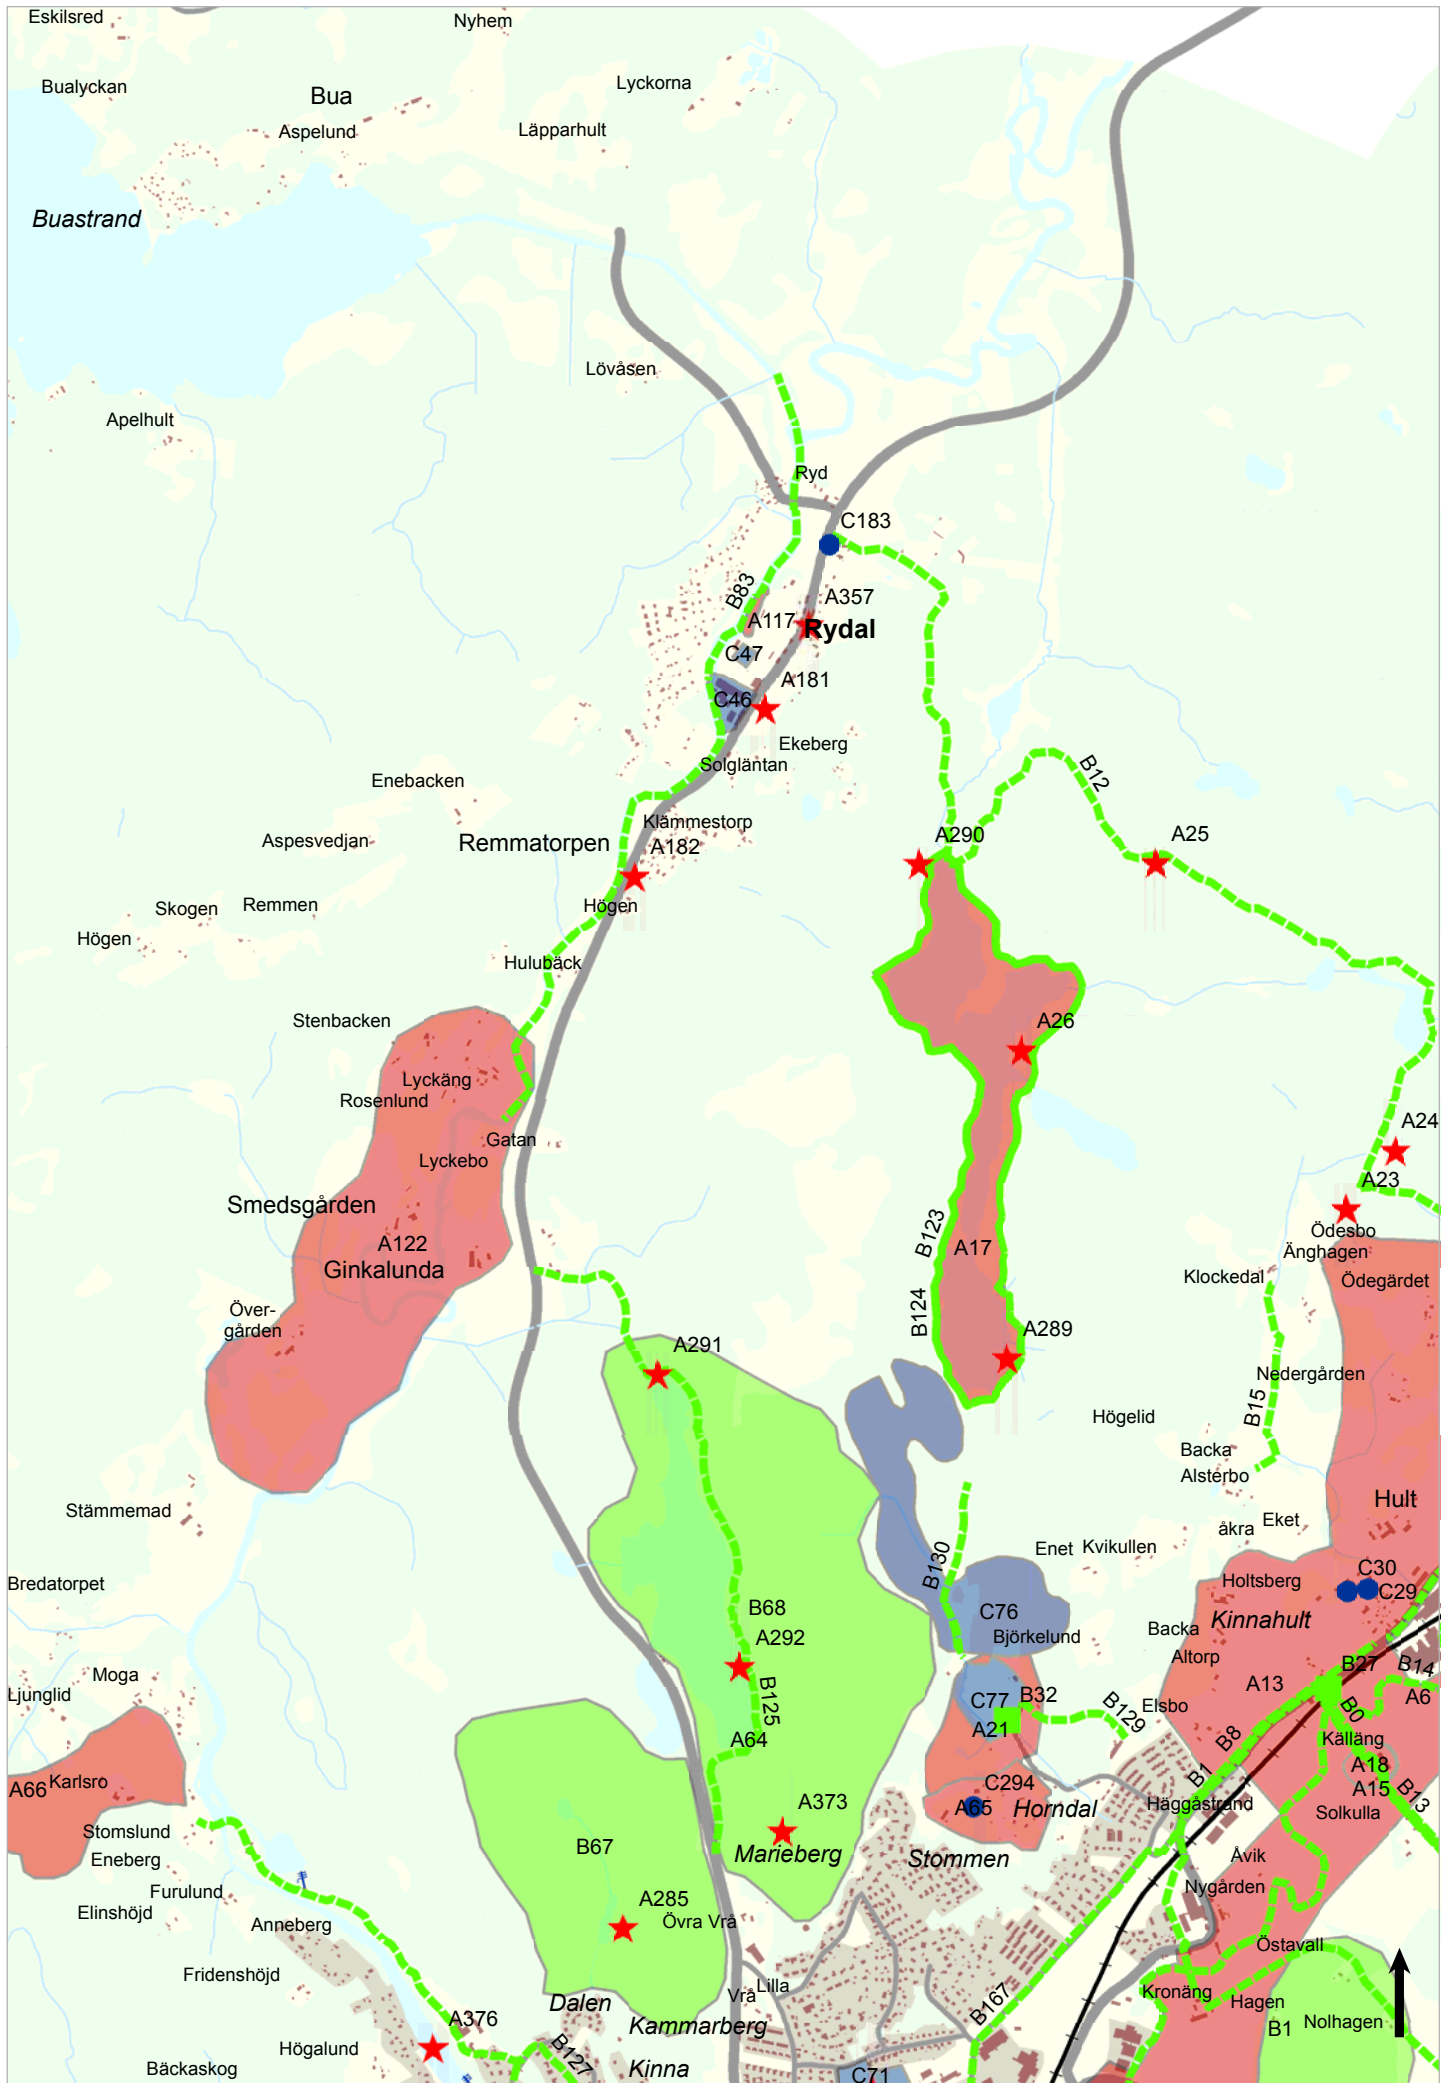 Eskilsred
Nyhem
Bualyckan
Bua
Lyckorna
Aspelund
Läpparhult
Buastrand
Lövåsen
Apelhult
Ryd
C183
B83
A357
A117
Rydal
C47
A181
C46
Ekeberg
Solgläntan
Enebacken
B12
Klämmestorp
Aspesvedjan
Remmatorpen
A182
A290
A25
Skogen
Remmen
Högen
Högen
Hulubäck
Stenbacken
A26
Lyckäng
Rosenlund
Gatan
Lyckebo
A24
A23
Smedsgården
B123
A122
A17
Ödesbo
Änghagen
Ginkalunda
Klockedal
Ödegärdet
Över-
gården
B124
A289
A291
Nedergården
B15
Högelid
Backa
Alsterbo
Stämmemad
Hult
Eket
åkra
B130
Enet
Kvikullen
Bredatorpet
C30
Holtsberg
C29
B68
C76
Kinnahult
A292
Björkelund
Backa
Altorp
B27
B14
Moga
Ljunglid
A13
A6
B125
C77
B32
B129
Elsbo
B0
A21
A64
B8
Källäng
A66
Karlsro
B1
A18
C294
A15
B13
A65
Horndal
Häggåstrand
Solkulla
A373
Stomslund
Marieberg
B67
Stommen
Eneberg
Åvik
Furulund
Nygården
Elinshöjd
A285
Anneberg
Övra Vrå
Östavall
Fridenshöjd
Lilla
Vrå
Kronäng
Dalen
Hagen
A376
Kammarberg
B167
B1
Nolhagen
Högalund
B127
Bäckaskog
Kinna
C71